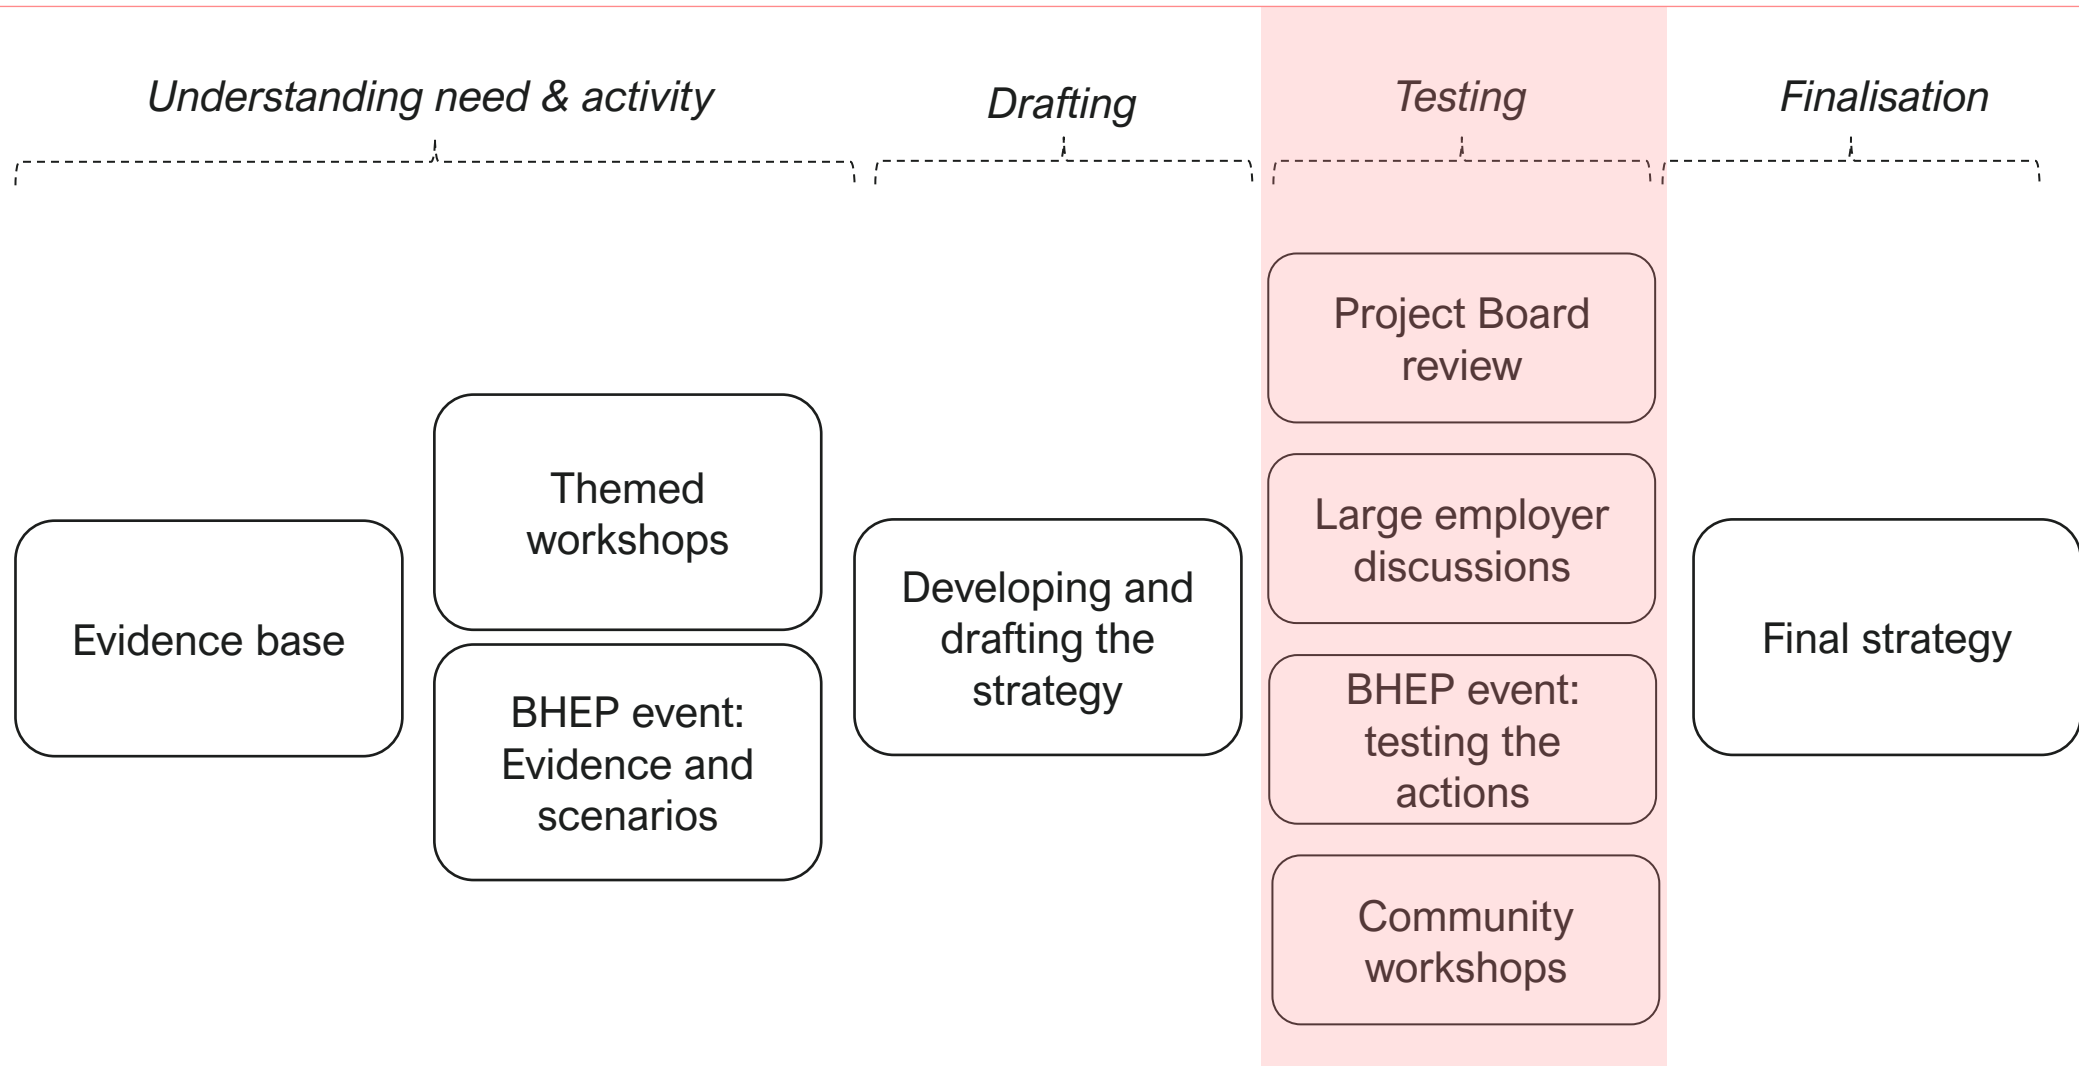 Understanding need & activity
Drafting
Testing
Finalisation
Evidence base
Themed
workshops
BHEP event:
Evidence and
scenarios
Developing and
drafting the
strategy
Project Board
review
Large employer
discussions
BHEP event:
testing the
actions
Community
workshops
Final strategy